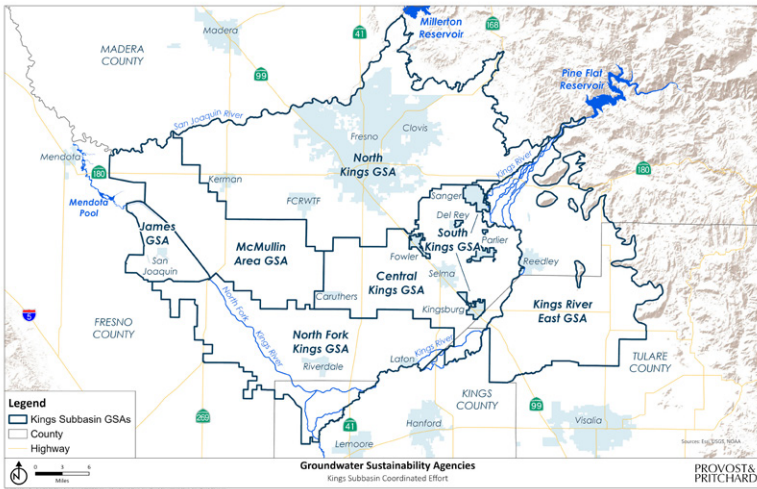 Millerton
Reservoir
168
MADERA
COUNTY
Madera
41
99
Pine Flat
Reservoir
San Joaquin River
Clovis
Fresno
North
Kings GSA
Kings River
Mendota
180
180
Kerman
Mendota
Pool
FCRWTF
Sanger
Del Rey
South
Kings GSA
Parlier
James
GSA
McMullin
Area GSA
San
Joaquin
Fowler
Reedley
Central
Kings GSA
Selma
Caruthers
Kingsburg
Kings River
East GSA
North Fork
Kings River
5
FRESNO
COUNTY
North Fork
Kings GSA
Riverdale
Laton
Kings River
TULARE
COUNTY
KINGS
COUNTY
Legend
Kings Subbasin GSAs
County
Highway
269
41
99
Hanford
Visalia
Lemoore
Sources: Esri, USGS, NOAA
N
0 3 6
Miles
Groundwater Sustainability Agencies
Kings Subbasin Coordinated Effort
PROVOST&
PRITCHARD